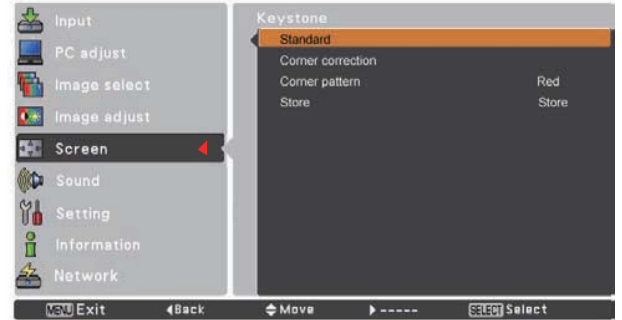 Input
PC adjust
Image select
Image adjust
Screen
Sound
Setting
Information
Network
Keystone
Standard
Corner correction
Corner pattern Red
Store Store
MENU Exit Back Move ----- SELECT Select